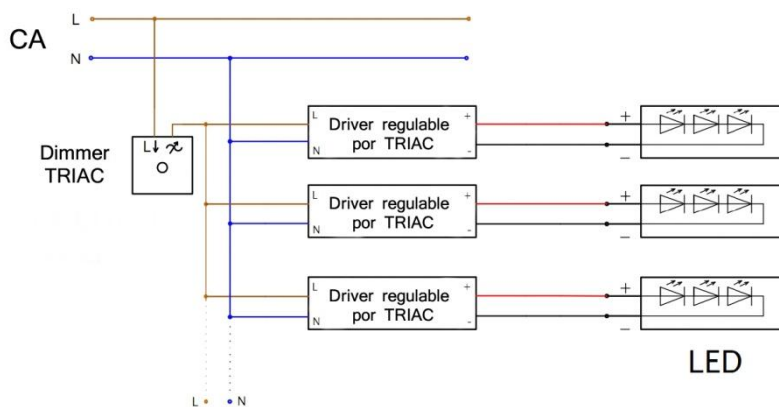 L
CA
N
Dimmer
TRIAC
L
L
N
Driver regulable
por TRIAC
+
-
+
–
L
N
Driver regulable
por TRIAC
+
-
+
–
L
N
Driver regulable
por TRIAC
+
-
+
–
LED
L
N